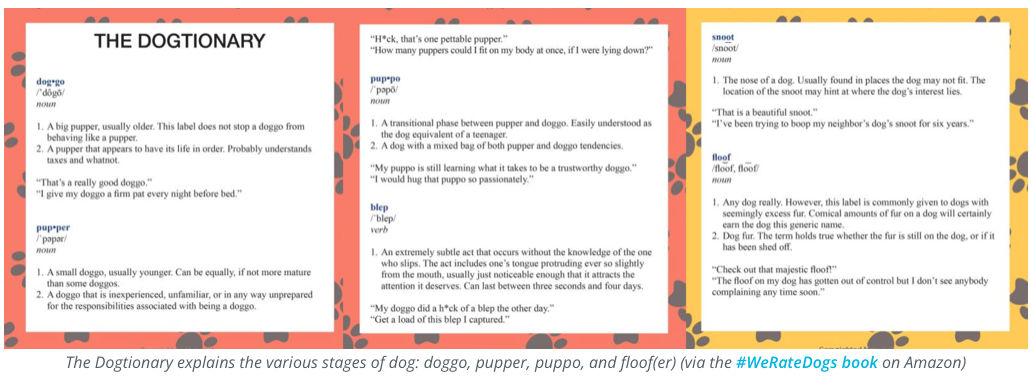 THE DOGTIONARY
dog•go
/ˈdôgō/
noun
1. A big pupper, usually older. This label does not stop a doggo from
behaving like a pupper.
2. A pupper that appears to have its life in order. Probably understands
taxes and whatnot.
“That’s a really good doggo.”
“I give my doggo a firm pat every night before bed.”
pup•per
/ˈpəpər/
noun
1. A small doggo, usually younger. Can be equally, if not more mature
than some doggos.
2. A doggo that is inexperienced, unfamiliar, or in any way unprepared
for the responsibilities associated with being a doggo.
“H*ck, that’s one pettable pupper.”
“How many puppers could I fit on my body at once, if I were lying down?”
pup•po
/ˈpəpō/
noun
1. A transitional phase between pupper and doggo. Easily understood as
the dog equivalent of a teenager.
2. A dog with a mixed bag of both pupper and doggo tendencies.
“My puppo is still learning what it takes to be a trustworthy doggo.”
“I would hug that puppo so passionately.”
blep
/ˈblep/
verb
1. An extremely subtle act that occurs without the knowledge of the one
who slips. The act includes one’s tongue protruding ever so slightly
from the mouth, usually just noticeable enough that it attracts the
attention it deserves. Can last between three seconds and four days.
“My doggo did a h*ck of a blep the other day.”
“Get a load of this blep I captured.”
snoot
/sno͞ot/
noun
1. The nose of a dog. Usually found in places the dog may not fit. The
location of the snoot may hint at where the dog’s interest lies.
“That is a beautiful snoot.”
“I’ve been trying to boop my neighbor’s dog’s snoot for six years.”
floof
/flo͞of, flo͞of/
noun
1. Any dog really. However, this label is commonly given to dogs with
seemingly excess fur. Comical amounts of fur on a dog will certainly
earn the dog this generic name.
2. Dog fur. The term holds true whether the fur is still on the dog, or if it
has been shed off.
“Check out that majestic floof!”
“The floof on my dog has gotten out of control but I don’t see anybody
complaining any time soon.”
The Dogtionary explains the various stages of dog: doggo, pupper, puppo, and floof(er) (via the #WeRateDogs book on Amazon)